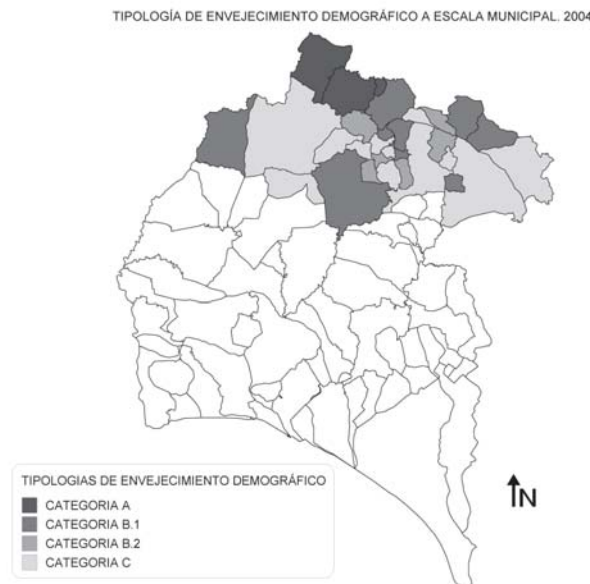 TIPOLOGÍA DE ENVEJECIMIENTO DEMOGRÁFICO A ESCALA MUNICIPAL. 2004
TIPOLOGIAS DE ENVEJECIMIENTO DEMOGRÁFICO
CATEGORIA A
CATEGORIA B.1
CATEGORIA B.2
CATEGORIA C
N